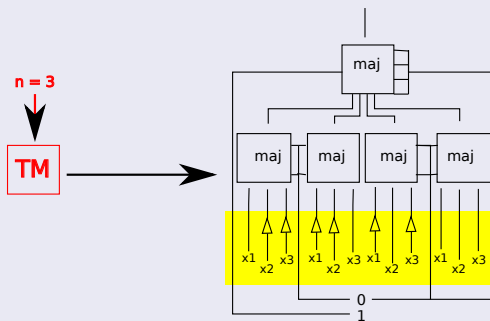 maj
n = 3
TM
maj maj maj maj
x1 x2 x3 x1 x2 x3 x1 x2 x3 x1 x2 x3
0
1